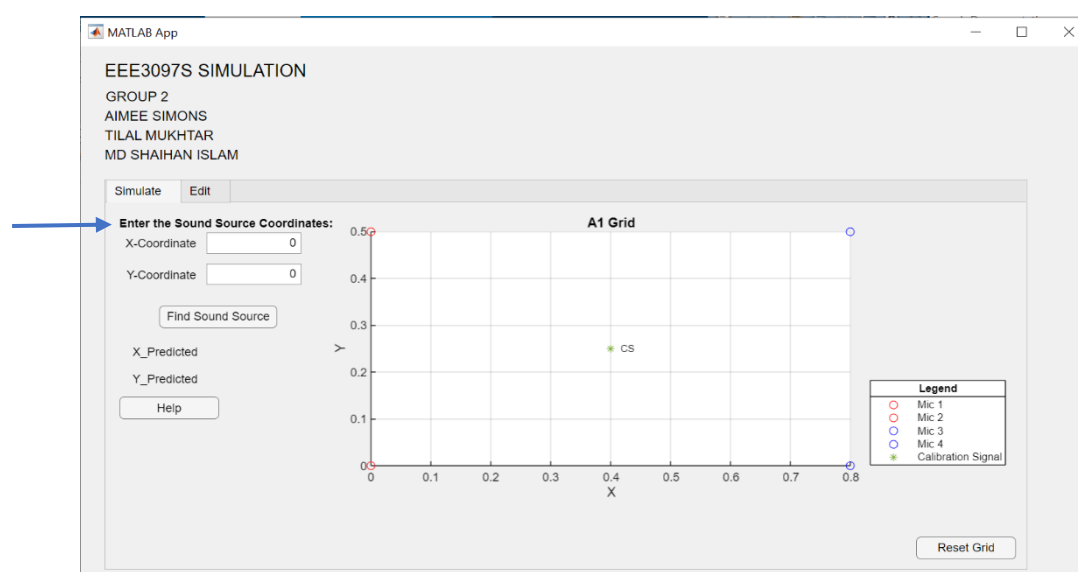 MATLAB App
EEE3097S SIMULATION
GROUP 2
AIMEE SIMONS
TILAL MUKHTAR
MD SHAIHAN ISLAM
Simulate Edit
Enter the Sound Source Coordinates:
X-Coordinate 0
Y-Coordinate 0
Find Sound Source
X_Predicted
Y_Predicted
Help
A1 Grid
0.5
0.4
0.3
0.2
0.1
0
Y
CS
0 0.1 0.2 0.3 0.4 0.5 0.6 0.7 0.8
X
Legend
Mic 1
Mic 2
Mic 3
Mic 4
Calibration Signal
Reset Grid